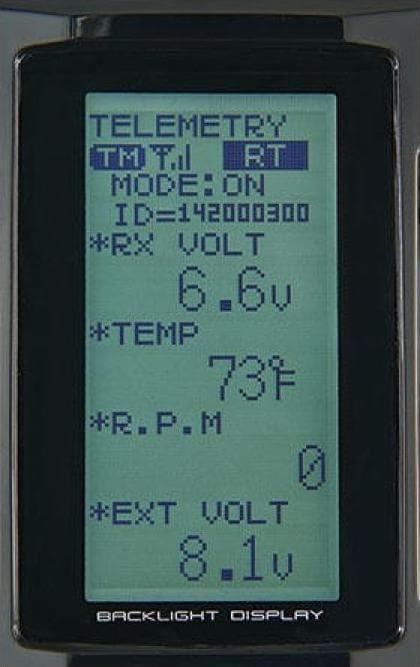 TELEMETRY
TM RT
MODE:ON
ID=142000300
*RX VOLT
6.6v
*TEMP
73°F
*R.P.M
0
*EXT VOLT
8.1v
BACKLIGHT DISPLAY